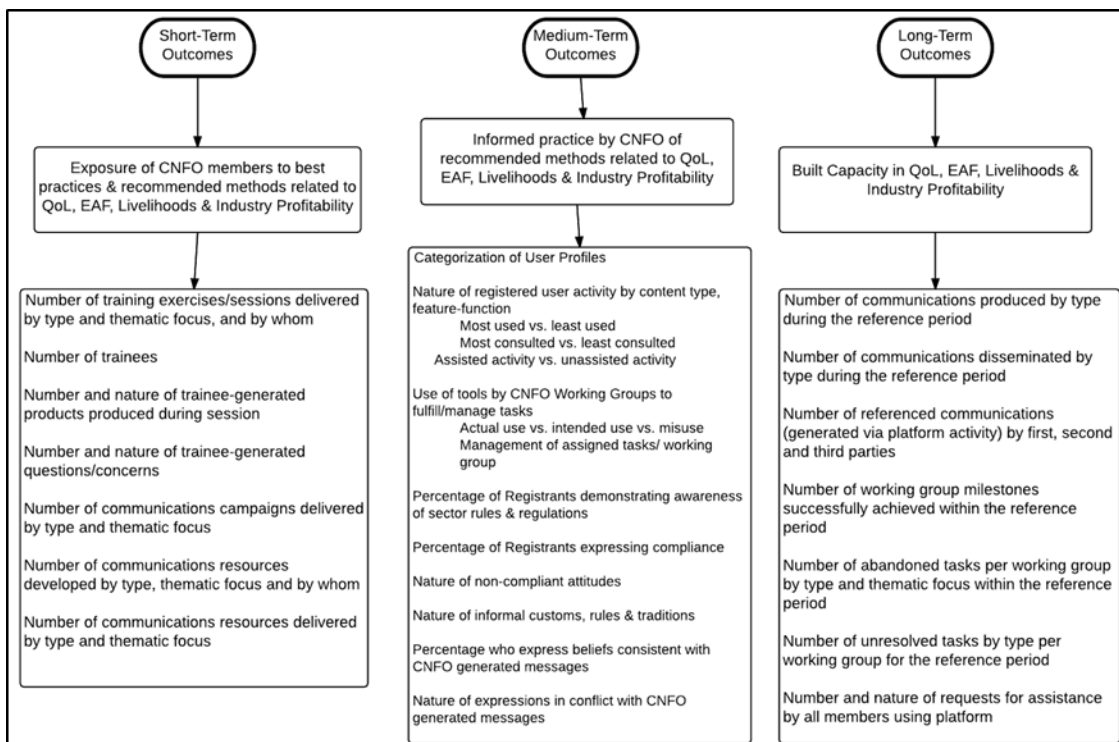 Short-Term
Outcomes
Exposure of CNFO members to best
practices & recommended methods related to
QoL, EAF, Livelihoods & Industry Profitability
Number of training exercises/sessions delivered
by type and thematic focus, and by whom
Number of trainees
Number and nature of trainee-generated
products produced during session
Number and nature of trainee-generated
questions/concerns
Number of communications campaigns delivered
by type and thematic focus
Number of communications resources
developed by type, thematic focus and by whom
Number of communications resources delivered
by type and thematic focus
Medium-Term
Outcomes
Informed practice by CNFO of
recommended methods related to QoL,
EAF, Livelihoods & Industry Profitability
Categorization of User Profiles
Nature of registered user activity by content type,
feature-function
Most used vs. least used
Most consulted vs. least consulted
Assisted activity vs. unassisted activity
Use of tools by CNFO Working Groups to
fulfill/manage tasks
Actual use vs. intended use vs. misuse
Management of assigned tasks/ working
group
Percentage of Registrants demonstrating awareness
of sector rules & regulations
Percentage of Registrants expressing compliance
Nature of non-compliant attitudes
Nature of informal customs, rules & traditions
Percentage who express beliefs consistent with
CNFO generated messages
Nature of expressions in conflict with CNFO
generated messages
Long-Term
Outcomes
Built Capacity in QoL, EAF, Livelihoods &
Industry Profitability
Number of communications produced by type
during the reference period
Number of communications disseminated by
type during the reference period
Number of referenced communications
(generated via platform activity) by first, second
and third parties
Number of working group milestones
successfully achieved within the reference
period
Number of abandoned tasks per working group
by type and thematic focus within the reference
period
Number of unresolved tasks by type per
working group for the reference period
Number and nature of requests for assistance
by all members using platform